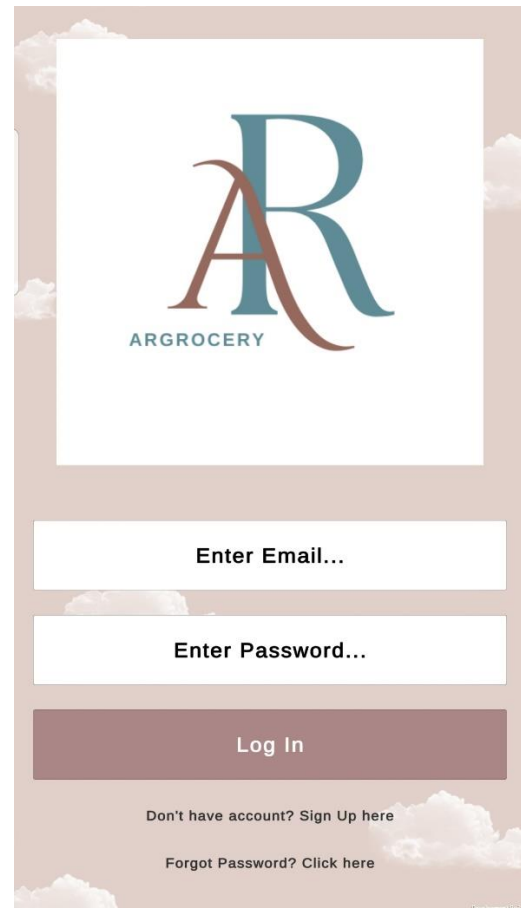 AR
ARGROCERY
Enter Email...
Enter Password...
Log In
Don't have account? Sign Up here
Forgot Password? Click here